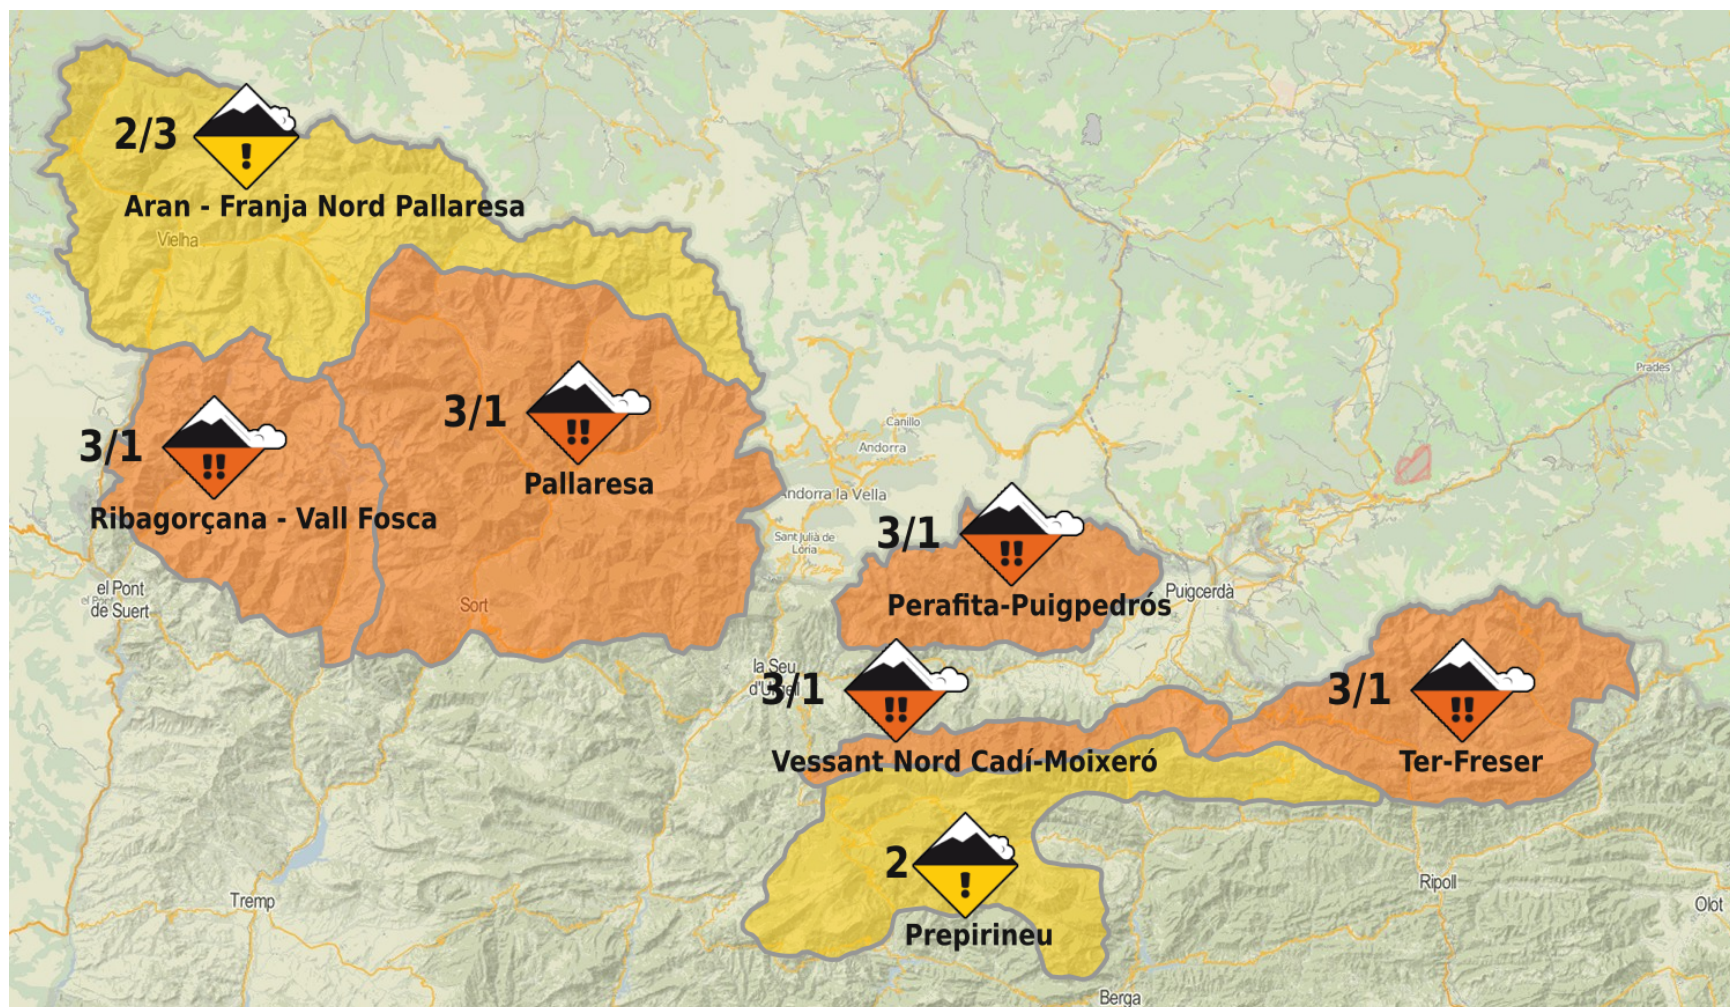 2/3
!
Aran - Franja Nord Pallaresa
Vielha
3/1
!!
Pallaresa
3/1
!!
Ribagorçana - Vall Fosca
Prades
Canillo
Andorra
Andorra la Vella
Sant Julià de
Lòria
3/1
!!
Perafita-Puigpedrós
Puigcerdà
el Pont
de Suert
Sort
la Seu
d'Urgell
3/1
!!
Vessant Nord Cadí-Moixeró
3/1
!!
Ter-Freser
2
!
Prepirineu
Tremp
Ripoll
Olot
Berga